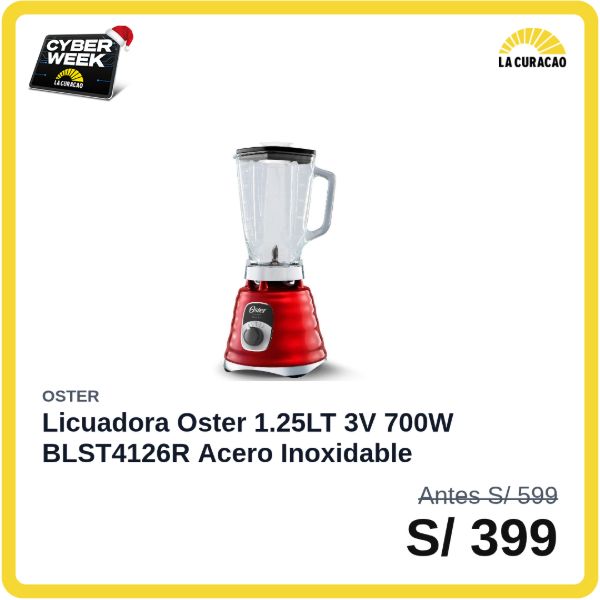 CYBER
WEEK
LA CURACAO
LA CURACAO
Oster
OSTER
Licuadora Oster 1.25LT 3V 700W
BLST4126R Acero Inoxidable
Antes S/ 599
S/ 399